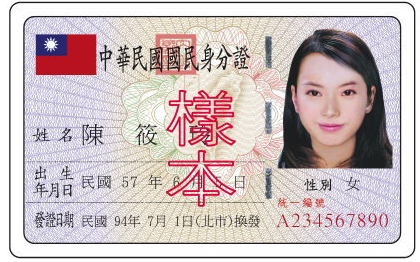 中華民國國民身分證
樣本
姓名 陳筱
出生年月日 民國 57 年 6 月 日
性別 女
統一編號
發證日期 民國 94年 7月 1日(北市)換發
A234567890